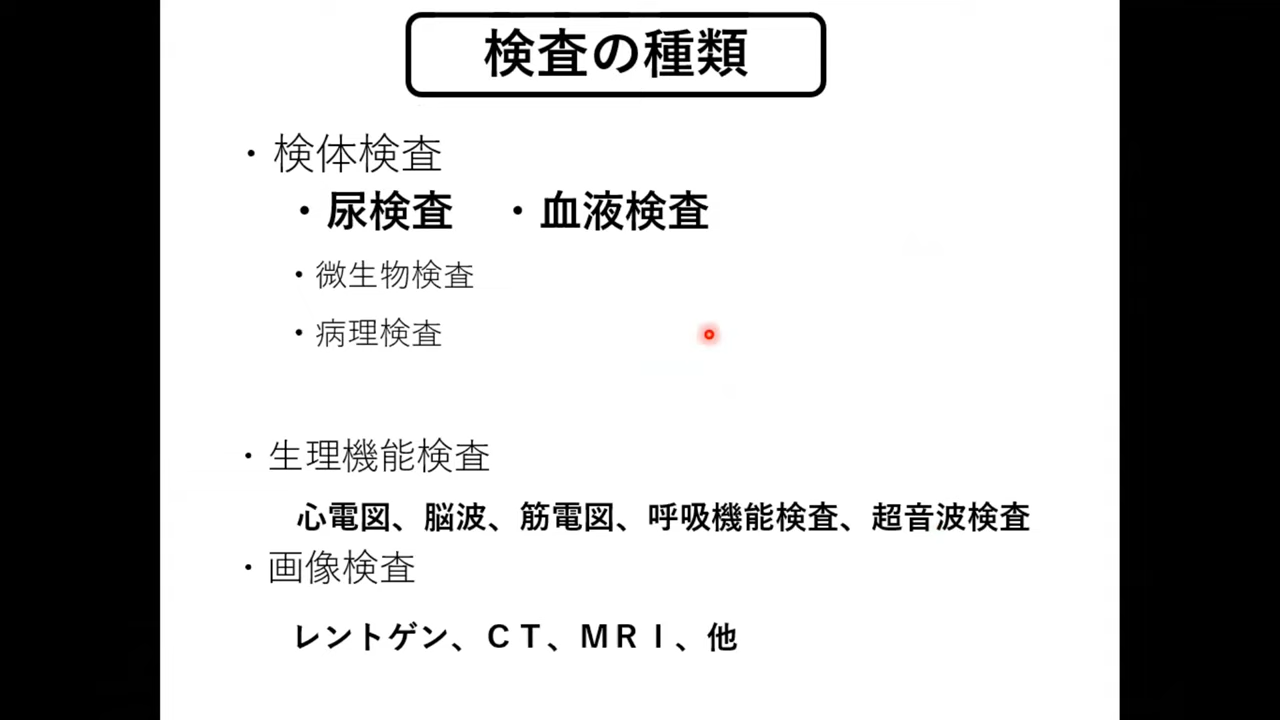 検査の種類
・検体検査
・尿検査 ・血液検査
・微生物検査
・病理検査
・生理機能検査
心電図、脳波、筋電図、呼吸機能検査、超音波検査
・画像検査
レントゲン、ＣＴ、ＭＲＩ、他